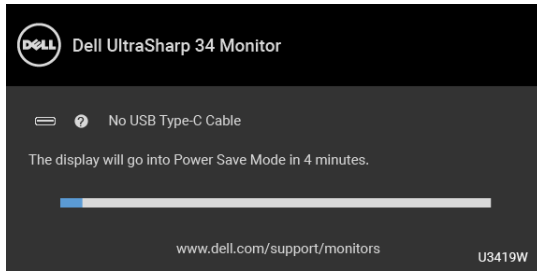 DELL
Dell UltraSharp 34 Monitor
? No USB Type-C Cable
The display will go into Power Save Mode in 4 minutes.
www.dell.com/support/monitors
U3419W